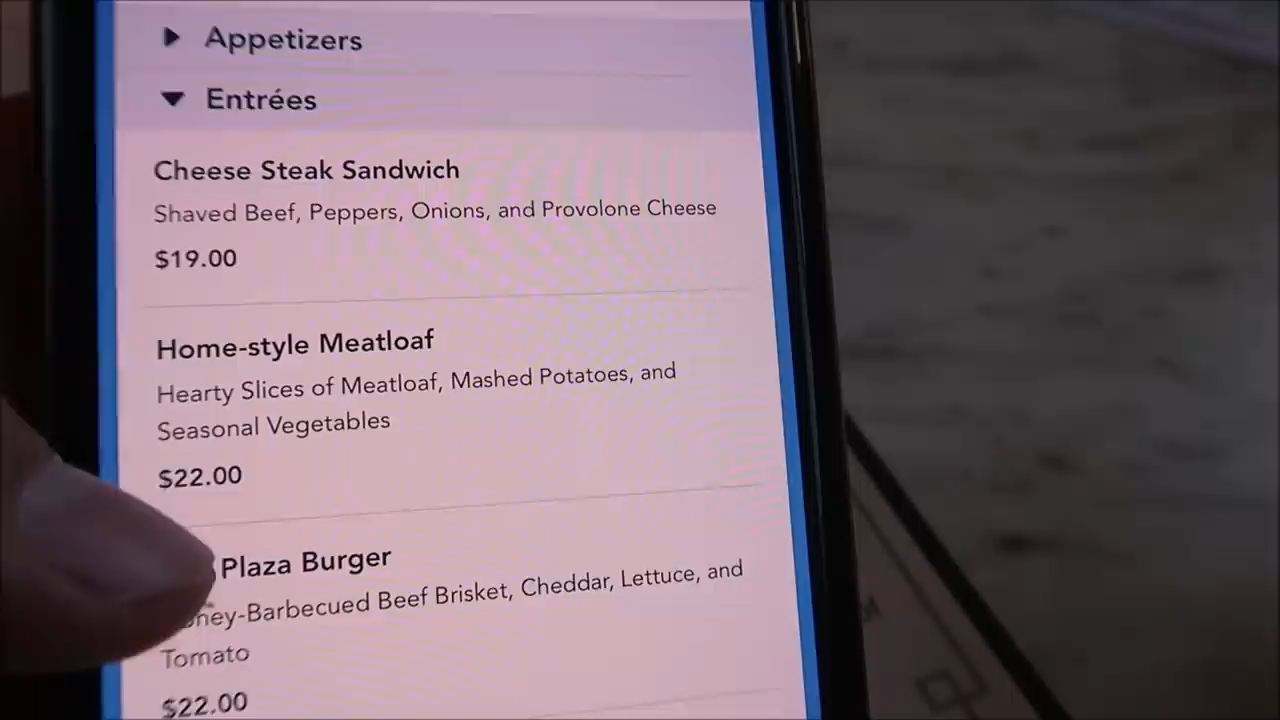 Appetizers
Entrées
Cheese Steak Sandwich
Shaved Beef, Peppers, Onions, and Provolone Cheese
$19.00
Home-style Meatloaf
Hearty Slices of Meatloaf, Mashed Potatoes, and
Seasonal Vegetables
$22.00
Plaza Burger
Beef Brisket, Cheddar, Lettuce, and
Tomato
$22.00